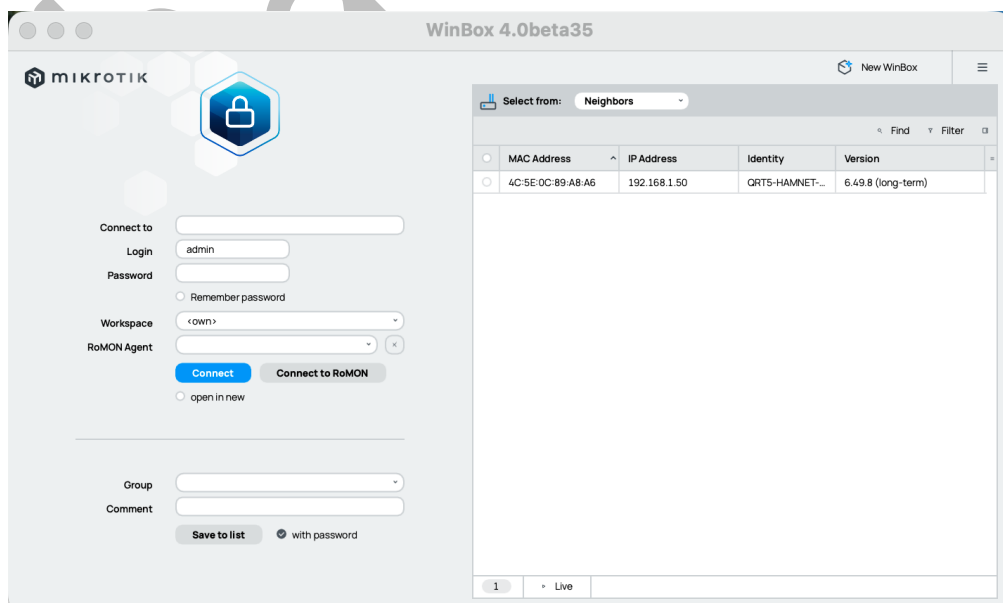 WinBox 4.0beta35
mikrotik
New WinBox
Select from: Neighbors
Find Filter
MAC Address IP Address Identity Version
4C:5E:0C:89:A8:A6 192.168.1.50 QRT5-HAMNET-... 6.49.8 (long-term)
Connect to
Login admin
Password
Remember password
Workspace <own>
RoMON Agent
Connect Connect to RoMON
open in new
Group
Comment
Save to list with password
1 Live